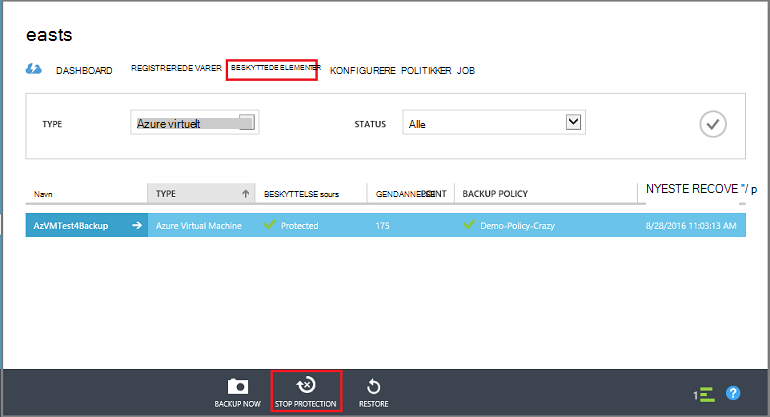 easts
DASHBOARD REGISTREREDE VARER BESKYTTEDE ELEMENTER KONFIGURERE POLITIKKER JOB
TYPE Azure virtuelt STATUS Alle
Navn TYPE BESKYTTELSE sours GENDANNELSE POINT BACKUP POLICY NYESTE RECOVE "/ p
AzVMTest4Backup Azure Virtual Machine Protected 175 Demo-Policy-Crazy 8/28/2016 11:03:13 AM
BACKUP NOW STOP PROTECTION RESTORE 1 ?